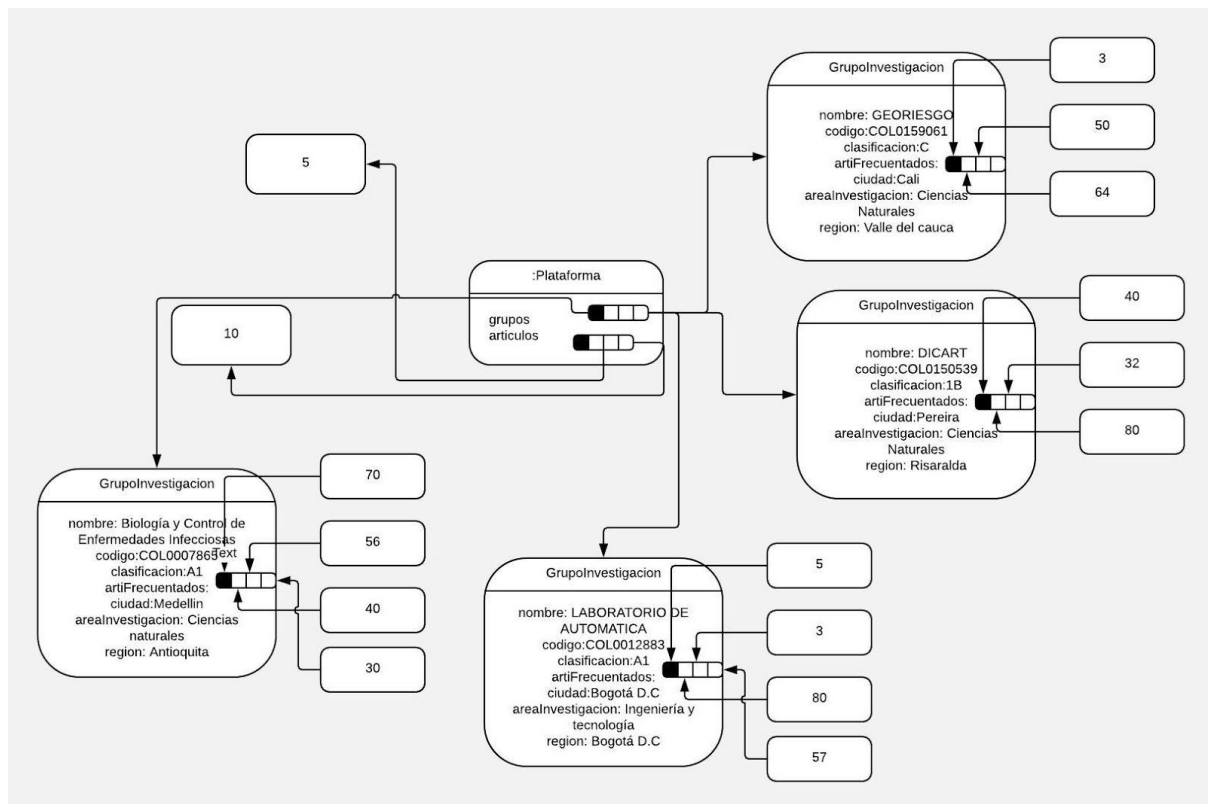 GrupoInvestigacion
nombre: GEORIESGO
codigo:COL0159061
clasificacion:C
artiFrecuentados:
ciudad:Cali
areaInvestigacion: Ciencias
Naturales
region: Valle del cauca
3
50
64
5
:Plataforma
grupos
articulos
10
GrupoInvestigacion
nombre: DICART
codigo:COL0150539
clasificacion:1B
artiFrecuentados:
ciudad:Pereira
areaInvestigacion: Ciencias
Naturales
region: Risaralda
40
32
80
GrupoInvestigacion
nombre: Biología y Control de
Enfermedades Infecciosas
codigo:COL0007865
Text
clasificacion:A1
artiFrecuentados:
ciudad:Medellin
areaInvestigacion: Ciencias
naturales
region: Antioquita
70
56
40
30
GrupoInvestigacion
nombre: LABORATORIO DE
AUTOMATICA
codigo:COL0012883
clasificacion:A1
artiFrecuentados:
ciudad:Bogotá D.C
areaInvestigacion: Ingeniería y
tecnología
region: Bogotá D.C
5
3
80
57